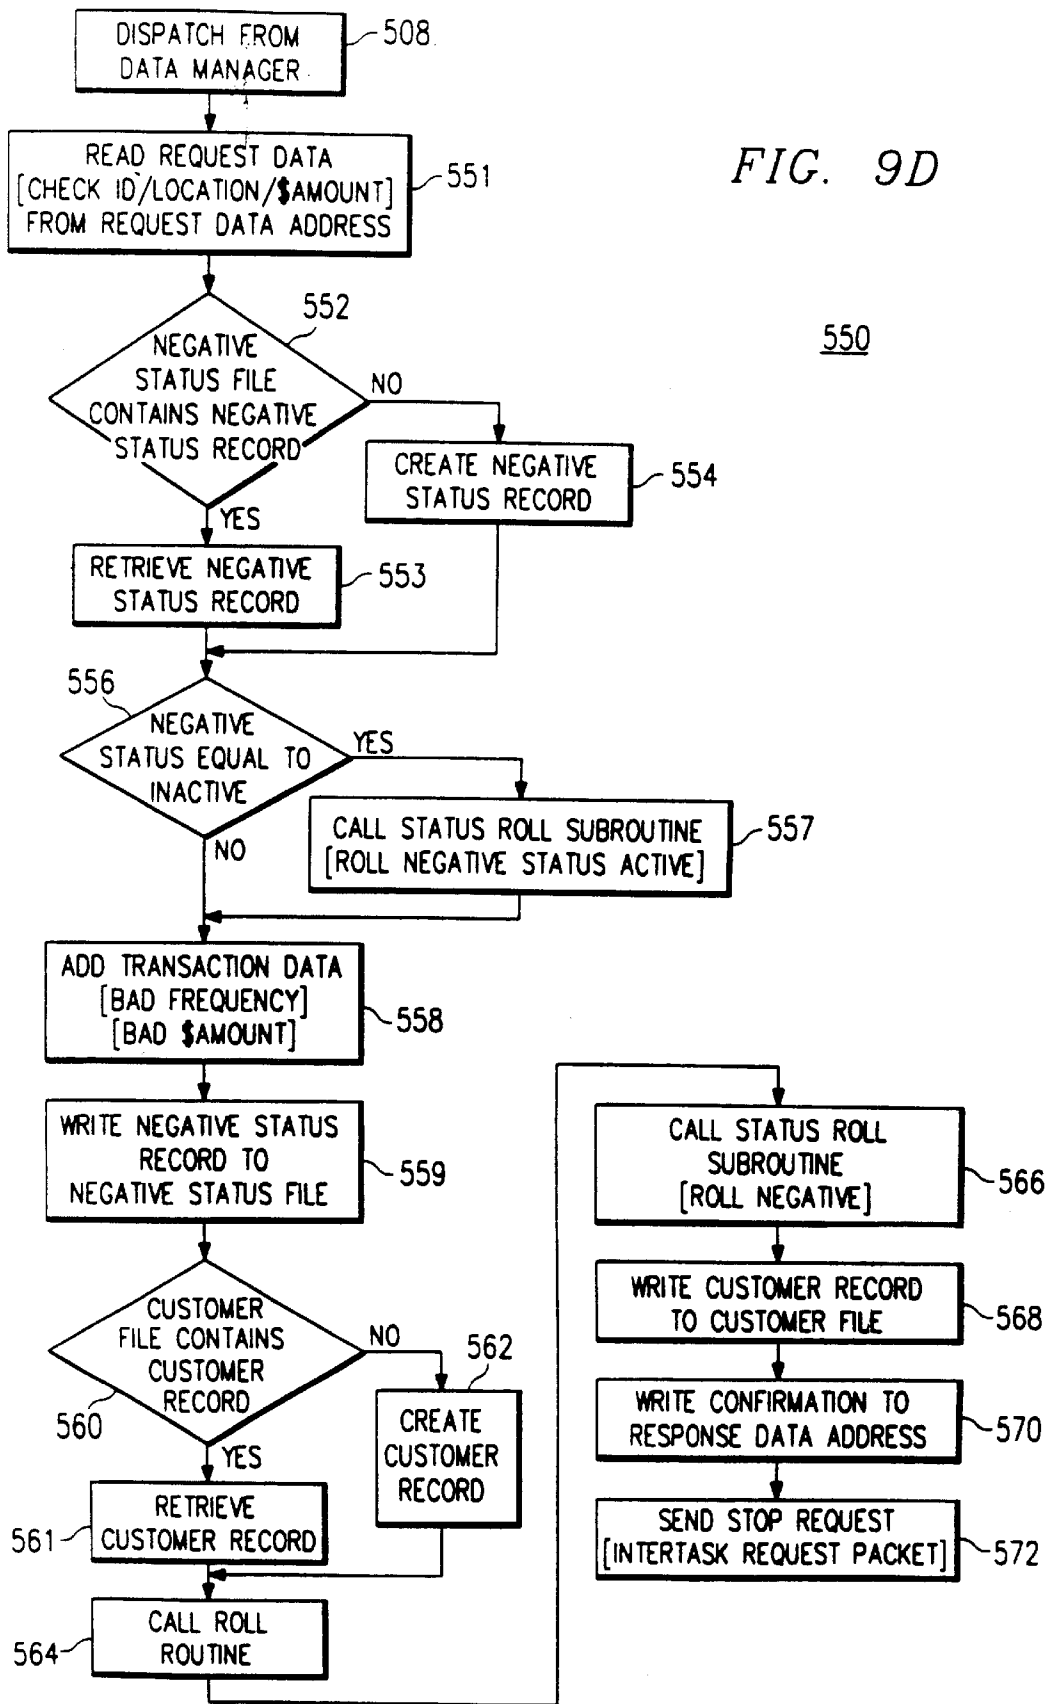 DISPATCH FROM
DATA MANAGER
508
READ REQUEST DATA
[CHECK ID/LOCATION/$AMOUNT]
FROM REQUEST DATA ADDRESS
551
FIG. 9D
550
552
NEGATIVE
STATUS FILE
CONTAINS NEGATIVE
STATUS RECORD
NO
YES
CREATE NEGATIVE
STATUS RECORD
554
RETRIEVE NEGATIVE
STATUS RECORD
553
556
NEGATIVE
STATUS EQUAL TO
INACTIVE
YES
NO
CALL STATUS ROLL SUBROUTINE
[ROLL NEGATIVE STATUS ACTIVE]
557
ADD TRANSACTION DATA
[BAD FREQUENCY]
[BAD $AMOUNT]
558
WRITE NEGATIVE STATUS
RECORD TO
NEGATIVE STATUS FILE
559
CUSTOMER
FILE CONTAINS
CUSTOMER
RECORD
560
NO
YES
562
CREATE
CUSTOMER
RECORD
RETRIEVE
CUSTOMER RECORD
561
CALL ROLL
ROUTINE
564
CALL STATUS ROLL
SUBROUTINE
[ROLL NEGATIVE]
566
WRITE CUSTOMER RECORD
TO CUSTOMER FILE
568
WRITE CONFIRMATION TO
RESPONSE DATA ADDRESS
570
SEND STOP REQUEST
[INTERTASK REQUEST PACKET]
572